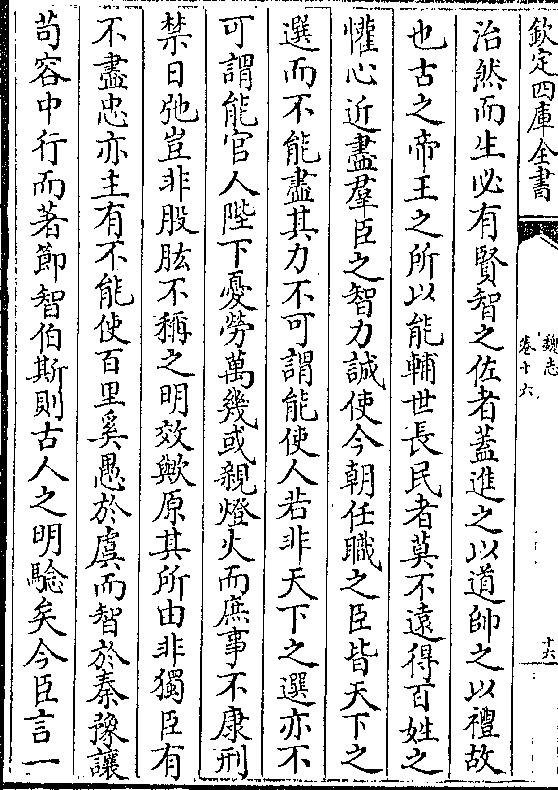 欽定四庫全書
魏志
卷十六
十六
治然而生必有賢智之佐者蓋進之以道帥之以禮故
也古之帝王之所以能輔世長民者莫不遠得百姓之
懽心近盡羣臣之智力誠使今朝任職之臣皆天下之
選而不能盡其力不可謂能使人若非天下之選亦不
可謂能官人陛下憂勞萬幾或親燈火而庶事不康刑
禁日弛豈非股肱不稱之明效歟原其所由非獨臣有
不盡忠亦主有不能使百里奚愚於虞而智於秦豫讓
苟容中行而著節智伯斯則古人之明驗矣今臣言一